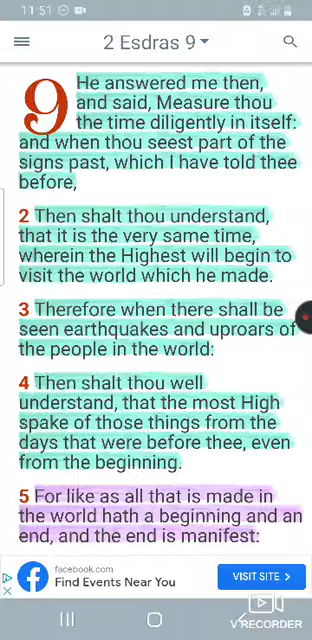 11:51
2 Esdras 9
9 He answered me then,
and said, Measure thou
the time diligently in itself:
and when thou seest part of the
signs past, which I have told thee
before,
2 Then shalt thou understand,
that it is the very same time,
wherein the Highest will begin to
visit the world which he made.
3 Therefore when there shall be
seen earthquakes and uproars of
the people in the world:
4 Then shalt thou well
understand, that the most High
spake of those things from the
days that were before thee, even
from the beginning.
5 For like as all that is made in
the world hath a beginning and an
end, and the end is manifest:
facebook.com
Find Events Near You
VISIT SITE >
V RECORDER